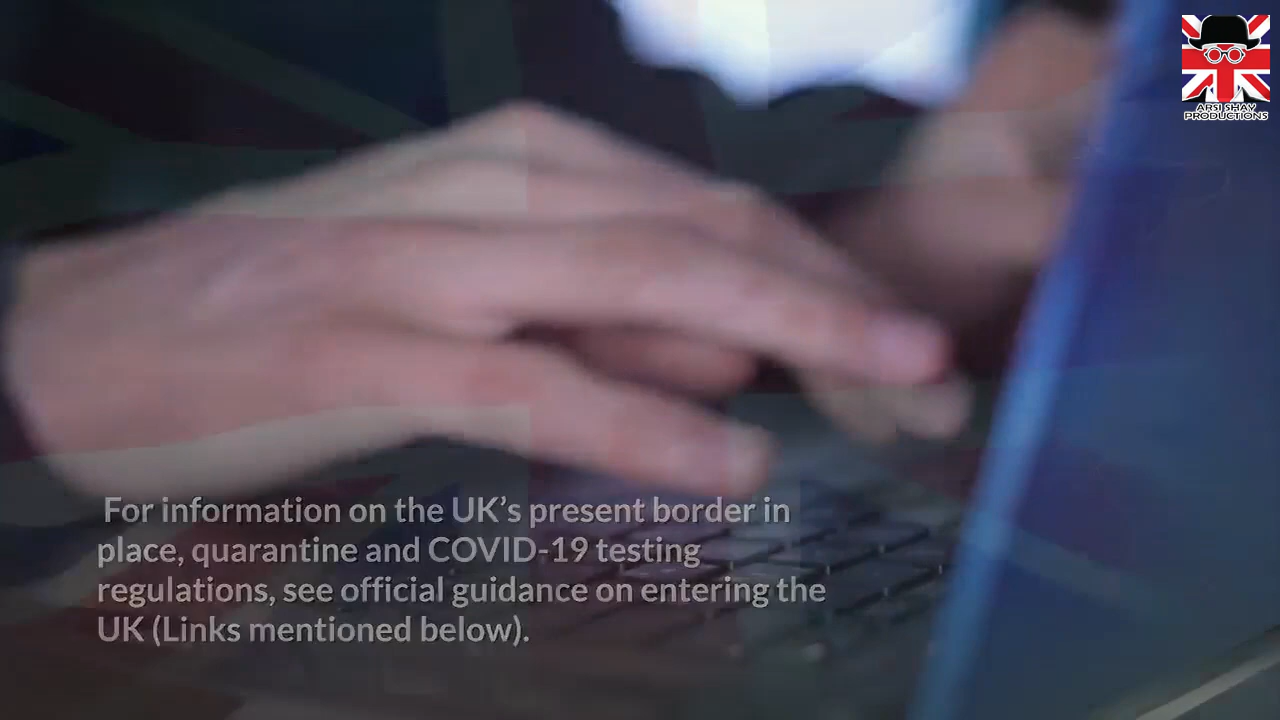 ARSI SHAY
PRODUCTIONS
For information on the UK’s present border in
place, quarantine and COVID-19 testing
regulations, see official guidance on entering the
UK (Links mentioned below).